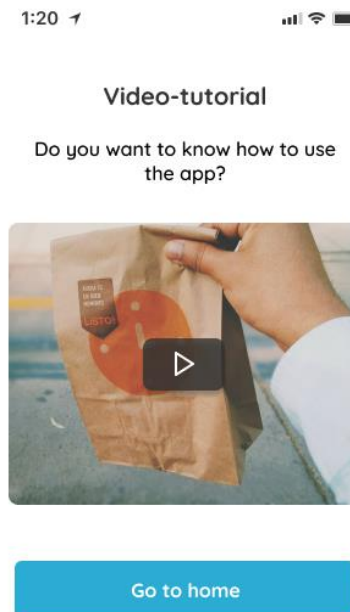 1:20
Video-tutorial
Do you want to know how to use
the app?
LISTO!
Go to home